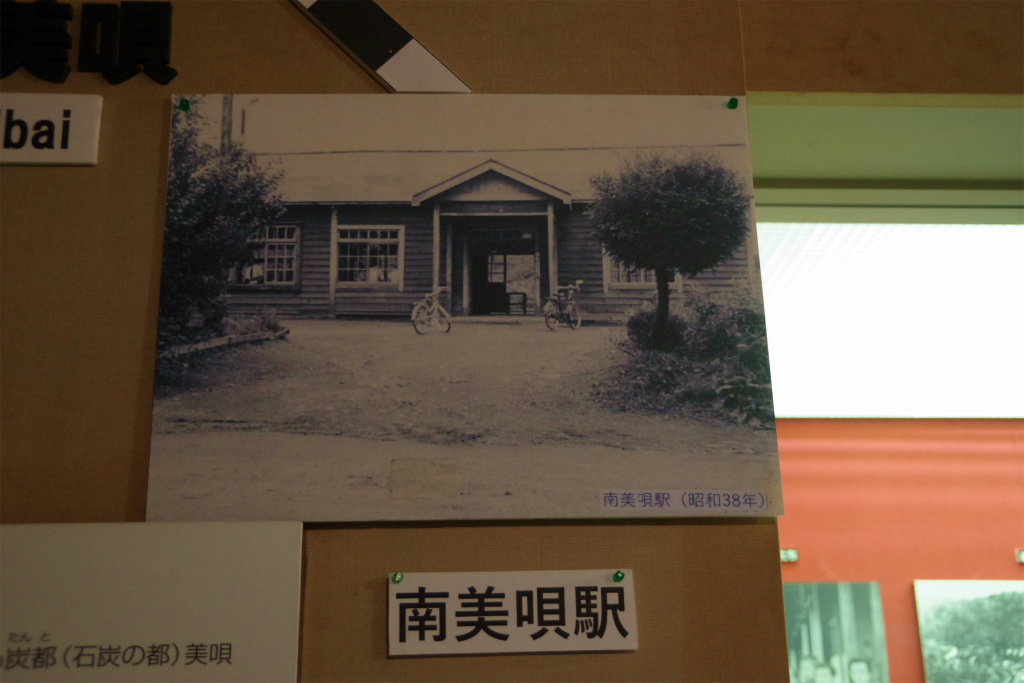 美唄
bai
南美唄駅（昭和38年）
南美唄駅
たん と
炭都（石炭の都）美唄